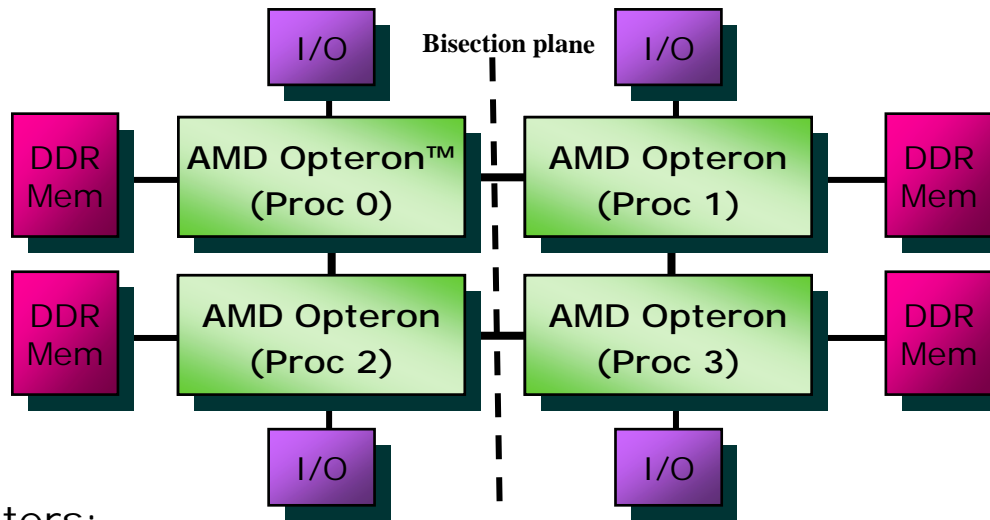 I/O
Bisection plane
I/O
DDR
Mem
AMD Opteron™
(Proc 0)
AMD Opteron
(Proc 1)
DDR
Mem
DDR
Mem
AMD Opteron
(Proc 2)
AMD Opteron
(Proc 3)
DDR
Mem
I/O
I/O